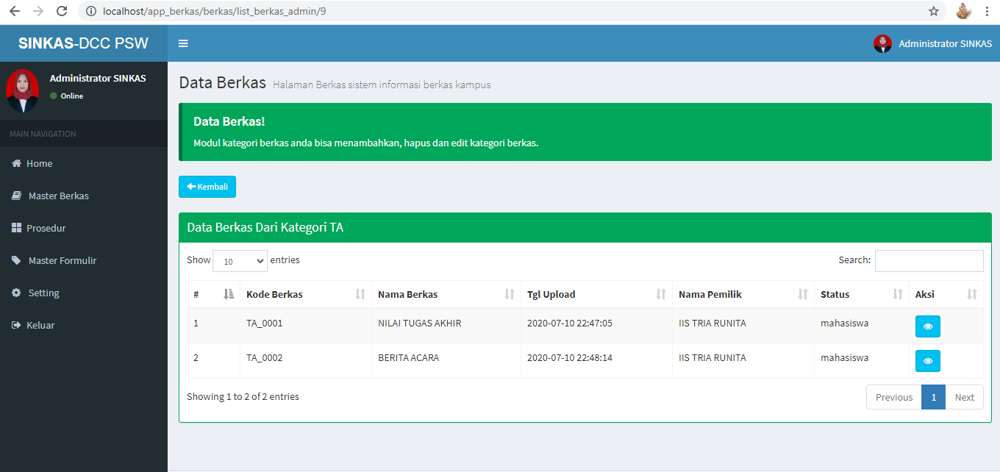 localhost/app_berkas/berkas/list_berkas_admin/9
SINKAS-DCC PSW
Administrator SINKAS
Administrator SINKAS
Online
MAIN NAVIGATION
Home
Master Berkas
Prosedur
Master Formulir
Setting
Keluar
Data Berkas Halaman Berkas sistem informasi berkas kampus
Data Berkas!
Modul kategori berkas anda bisa menambahkan, hapus dan edit kategori berkas.
Kembali
Data Berkas Dari Kategori TA
Show 10 entries Search:
# Kode Berkas Nama Berkas Tgl Upload Nama Pemilik Status Aksi
1 TA_0001 NILAI TUGAS AKHIR 2020-07-10 22:47:05 IIS TRIA RUNITA mahasiswa
2 TA_0002 BERITA ACARA 2020-07-10 22:48:14 IIS TRIA RUNITA mahasiswa
Showing 1 to 2 of 2 entries Previous 1 Next